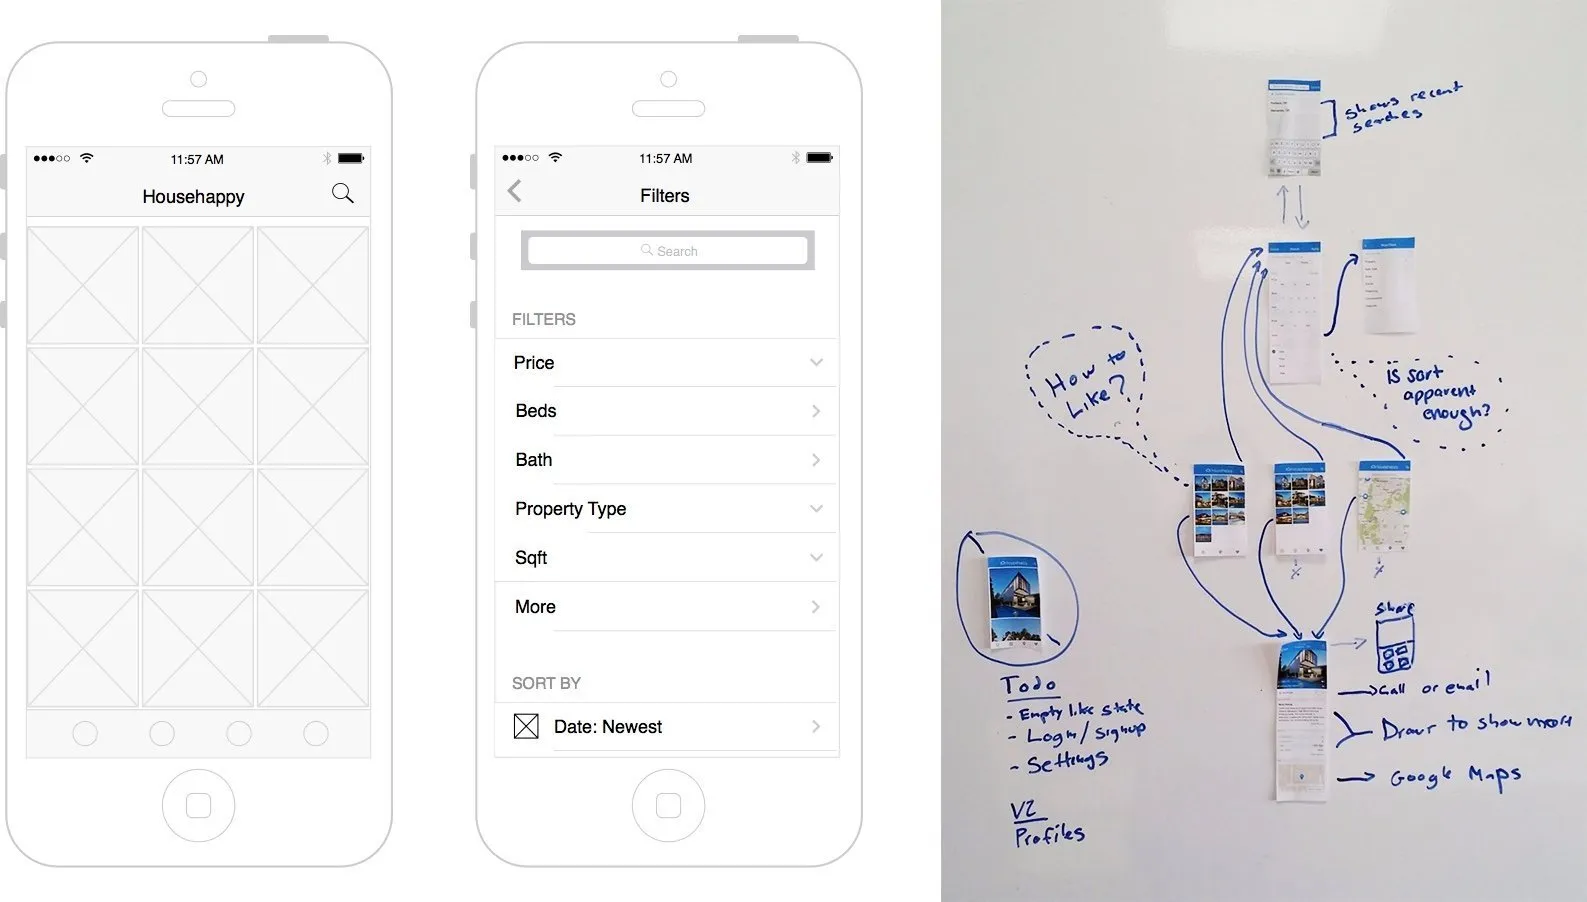 11:57 AM
Househappy
11:57 AM
Filters
Search
FILTERS
Price
Beds
Bath
Property Type
Sqft
More
SORT BY
Date: Newest
Shows recent
searches
How to
Like?
Is sort
apparent
enough?
Share
Call or email
Drawr to show more
Google Maps
Todo
- Empty like state
- Login / signup
- Settings
V2
Profiles